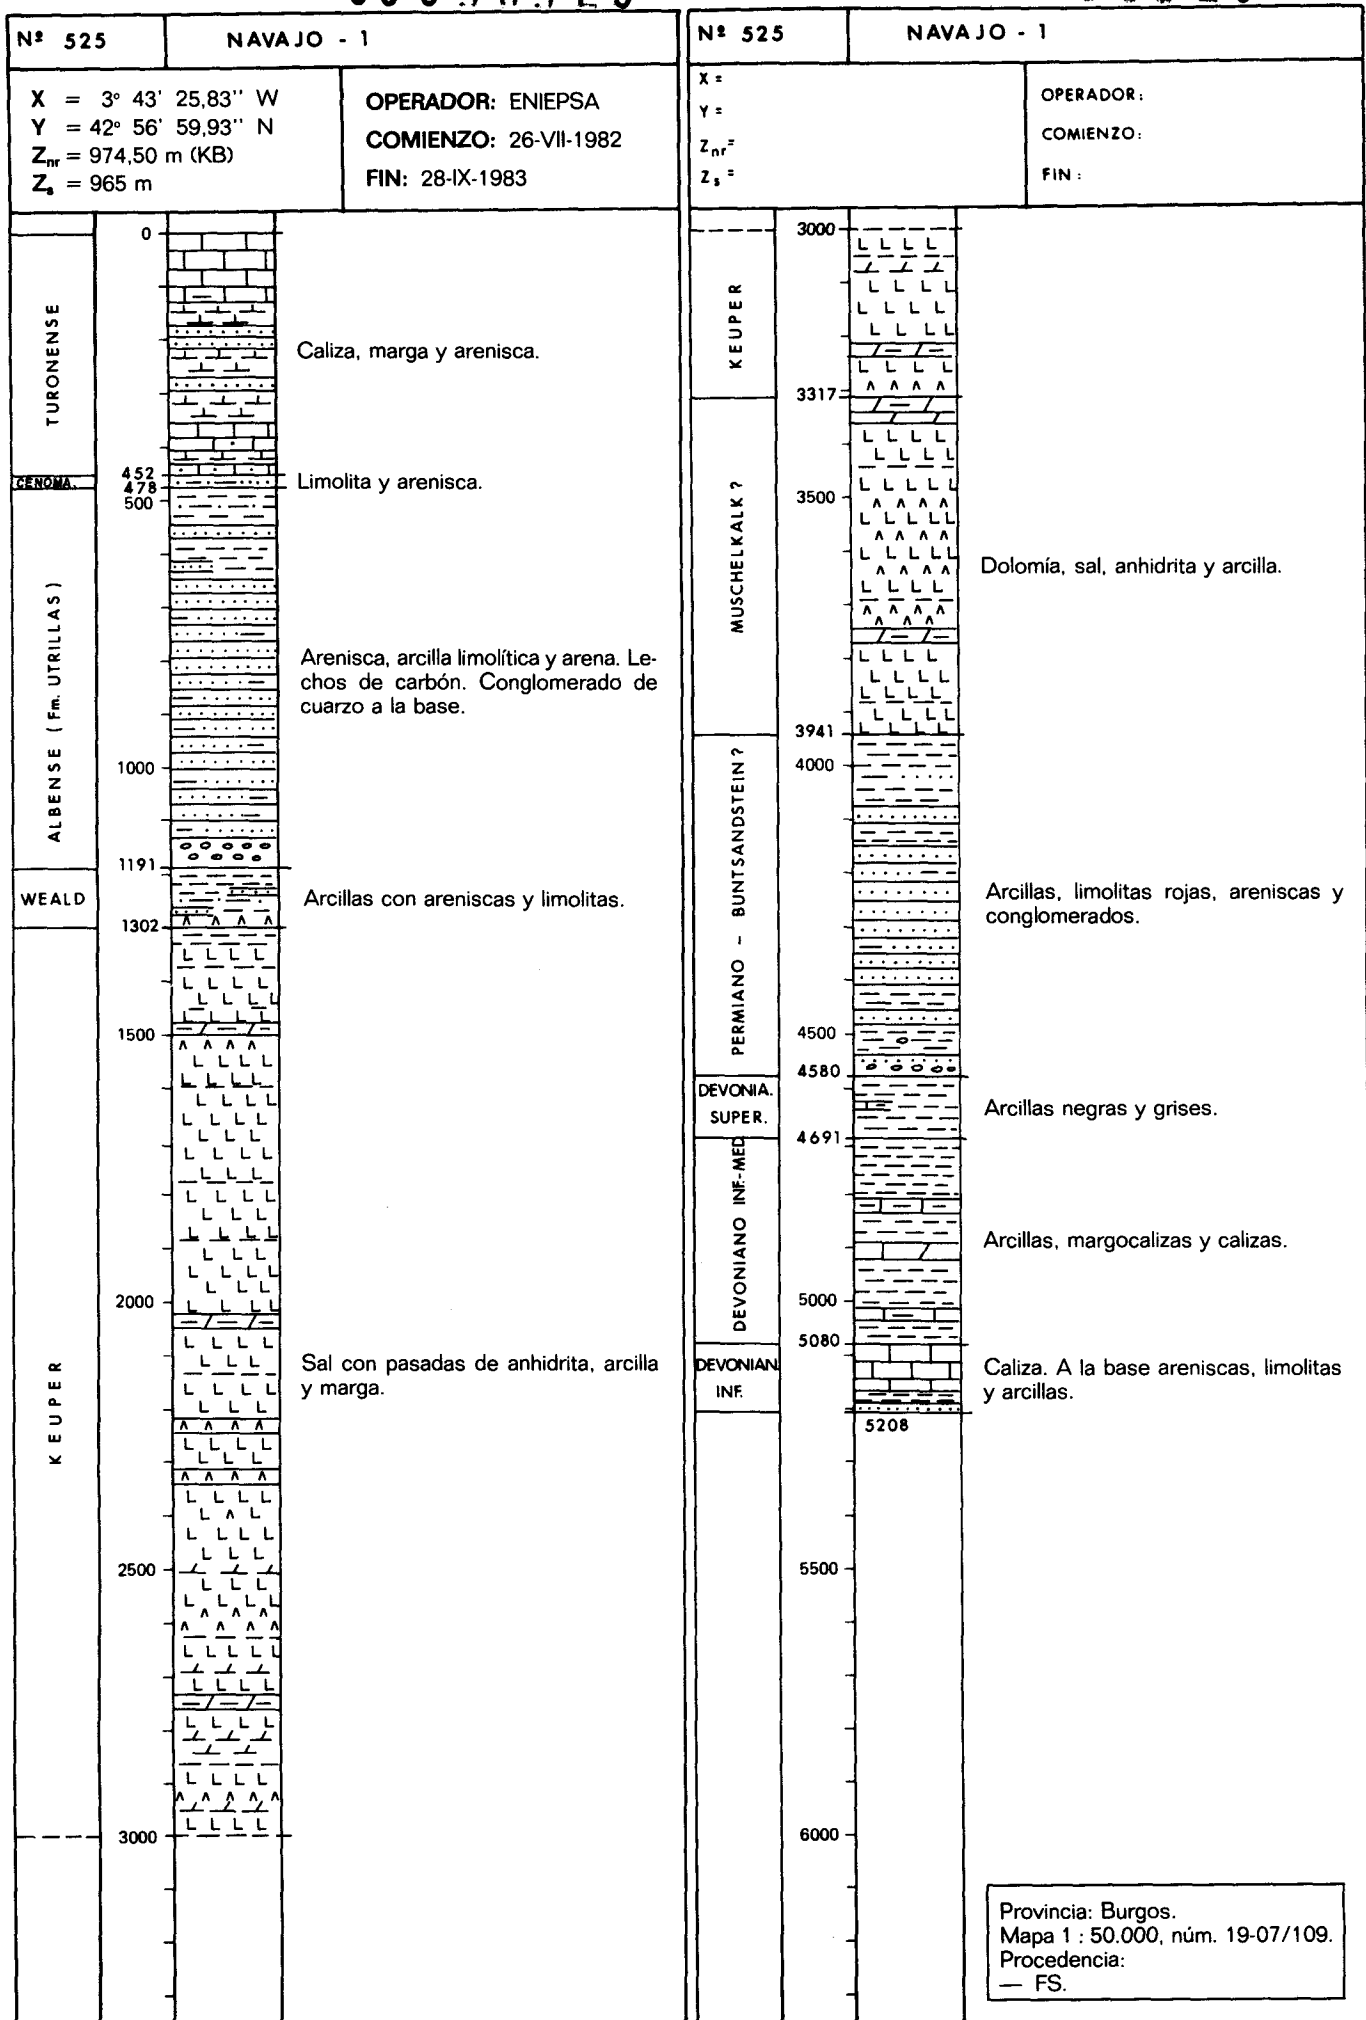 Nº 525
NAVAJO - 1
X = 3º 43' 25,83'' W
Y = 42º 56' 59,93'' N
Znr = 974,50 m (KB)
Zs = 965 m
OPERADOR: ENIEPSA
COMIENZO: 26-VII-1982
FIN: 28-IX-1983
0
TURONENSE
Caliza, marga y arenisca.
452
CENOMA.
478
Limolita y arenisca.
500
ALBENSE (Fm. UTRILLAS)
Arenisca, arcilla limolítica y arena. Le-
chos de carbón. Conglomerado de
cuarzo a la base.
1000
1191
WEALD
Arcillas con areniscas y limolitas.
1302
1500
2000
KEUPER
Sal con pasadas de anhidrita, arcilla
y marga.
2500
3000
Nº 525
NAVAJO - 1
X =
Y =
Znr=
Zs =
OPERADOR:
COMIENZO:
FIN :
3000
KEUPER
3317
3500
MUSCHELKALK ?
Dolomía, sal, anhidrita y arcilla.
3941
4000
PERMIANO - BUNTSANDSTEIN ?
Arcillas, limolitas rojas, areniscas y
conglomerados.
4500
4580
DEVONIA.
SUPER.
Arcillas negras y grises.
4691
DEVONIANO INF.-MED
Arcillas, margocalizas y calizas.
5000
5080
DEVONIAN.
INF.
Caliza. A la base areniscas, limolitas
y arcillas.
5208
5500
6000
Provincia: Burgos.
Mapa 1 : 50.000, núm. 19-07/109.
Procedencia:
— FS.